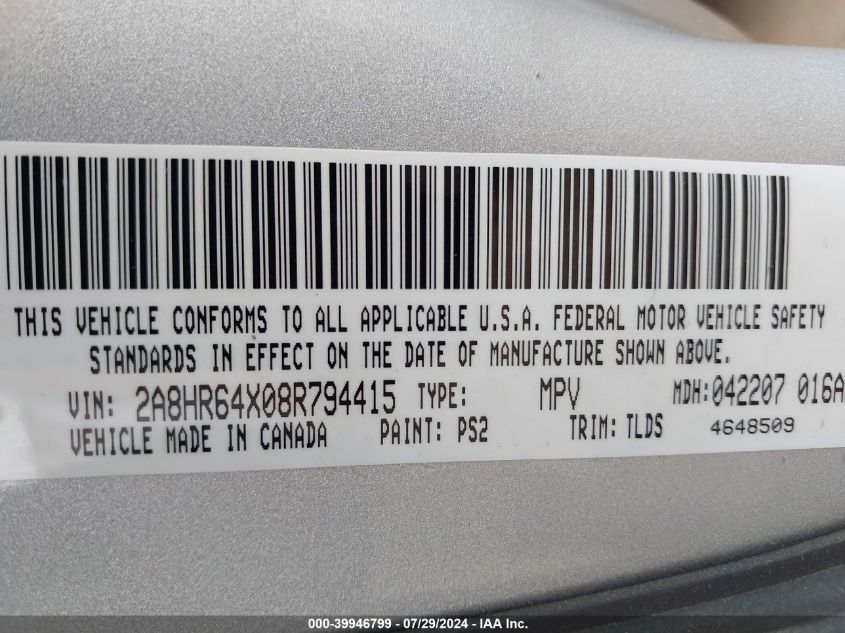 THIS VEHICLE CONFORMS TO ALL APPLICABLE U.S.A. FEDERAL MOTOR VEHICLE SAFETY
STANDARDS IN EFFECT ON THE DATE OF MANUFACTURE SHOWN ABOVE.
VIN: 2A8HR64X08R794415 TYPE: MPV MDH:042207 016A
VEHICLE MADE IN CANADA PAINT: PS2 TRIM: TLDS 4648509
000-39946799 - 07/29/2024 - IAA Inc.